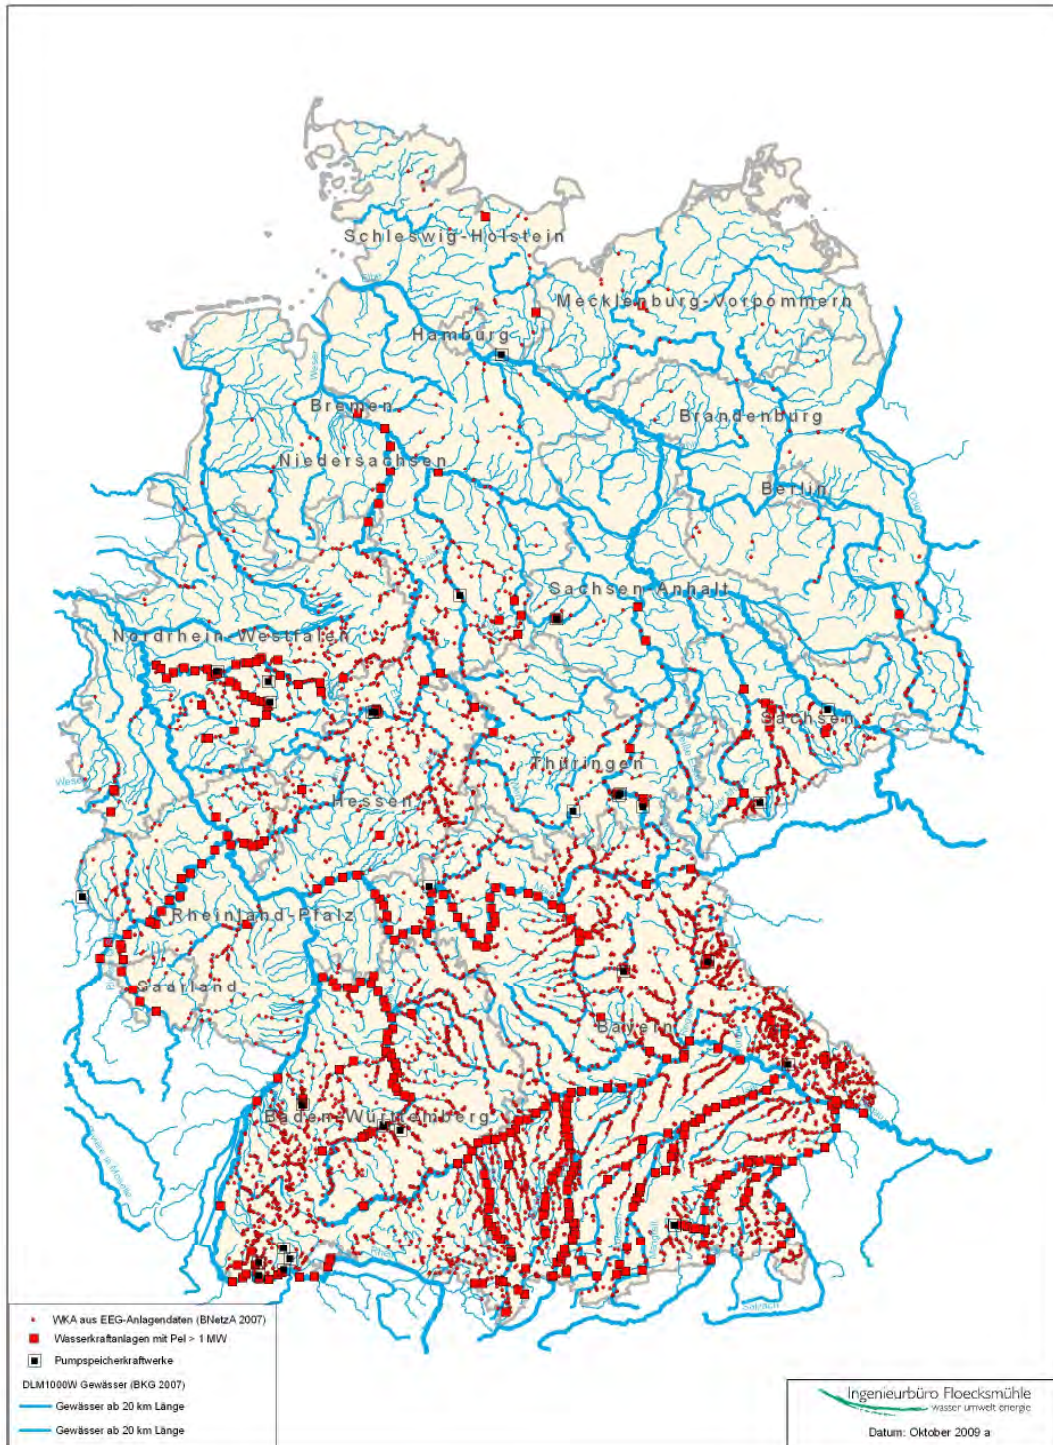 Schleswig-Holstein
Mecklenburg-Vorpommern
Hamburg
Weser
Bremen
Brandenburg
Niedersachsen
Berlin
Sachsen-Anhalt
Nordrhein-Westfalen
Sachsen
Thüringen
Hessen
Rheinland-Pfalz
Saarland
Bayern
Baden-Württemberg
Salzach
WKA aus EEG-Anlagendaten (BNetzA 2007)
Wasserkraftanlagen mit Pel > 1 MW
Pumpspeicherkraftwerke
DLM1000W Gewässer (BKG 2007)
Gewässer ab 20 km Länge
Gewässer ab 20 km Länge
Ingenieurbüro Floecksmühle
wasser umwelt energie
Datum: Oktober 2009 a